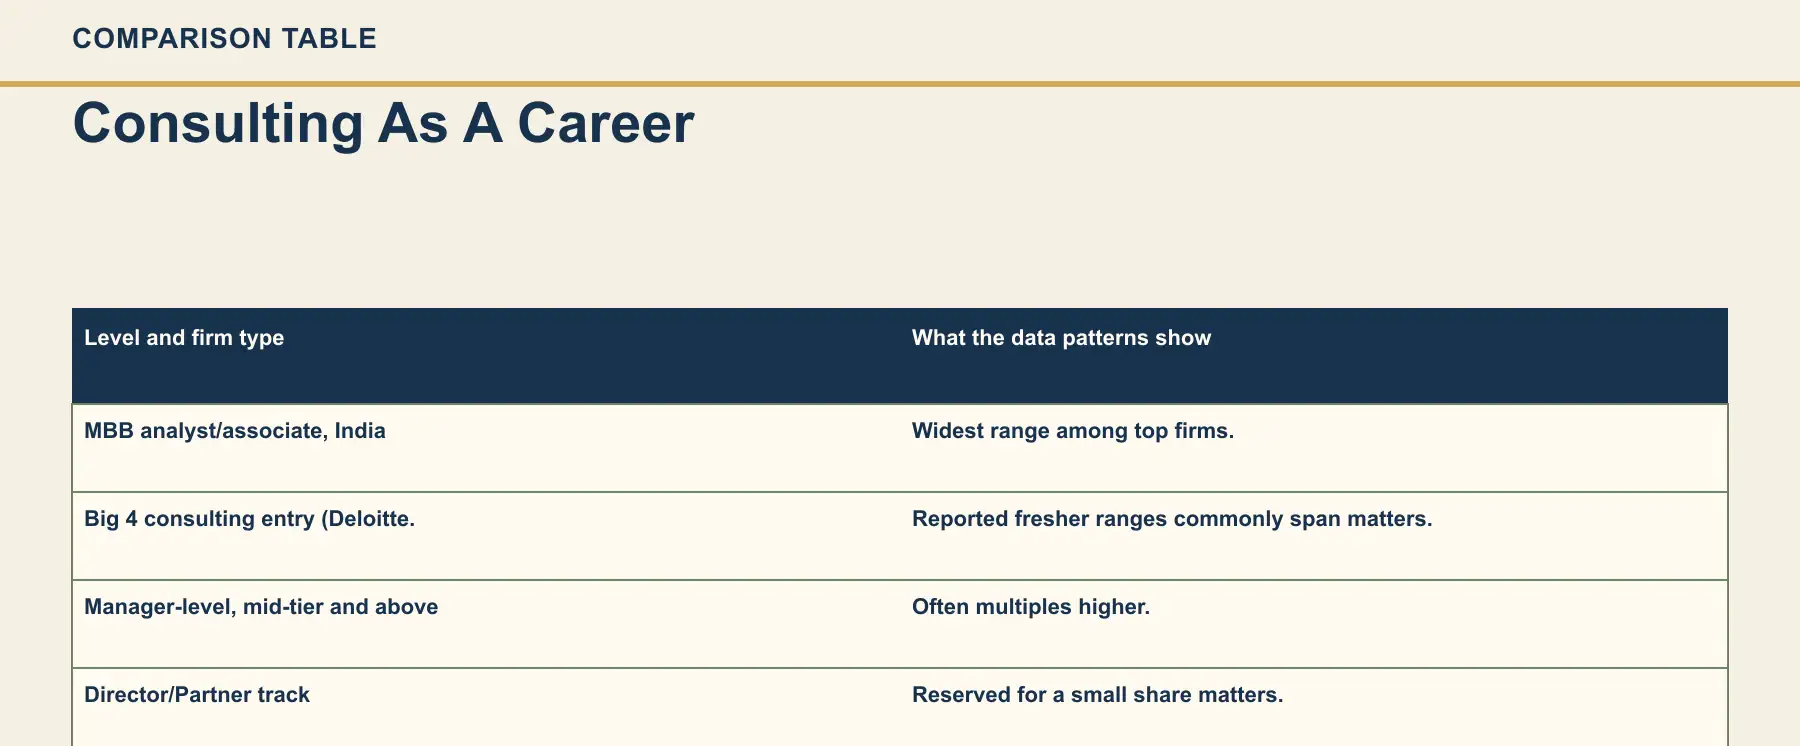 COMPARISON TABLE
Consulting As A Career
Level and firm type What the data patterns show
MBB analyst/associate, India Widest range among top firms.
Big 4 consulting entry (Deloitte. Reported fresher ranges commonly span matters.
Manager-level, mid-tier and above Often multiples higher.
Director/Partner track Reserved for a small share matters.